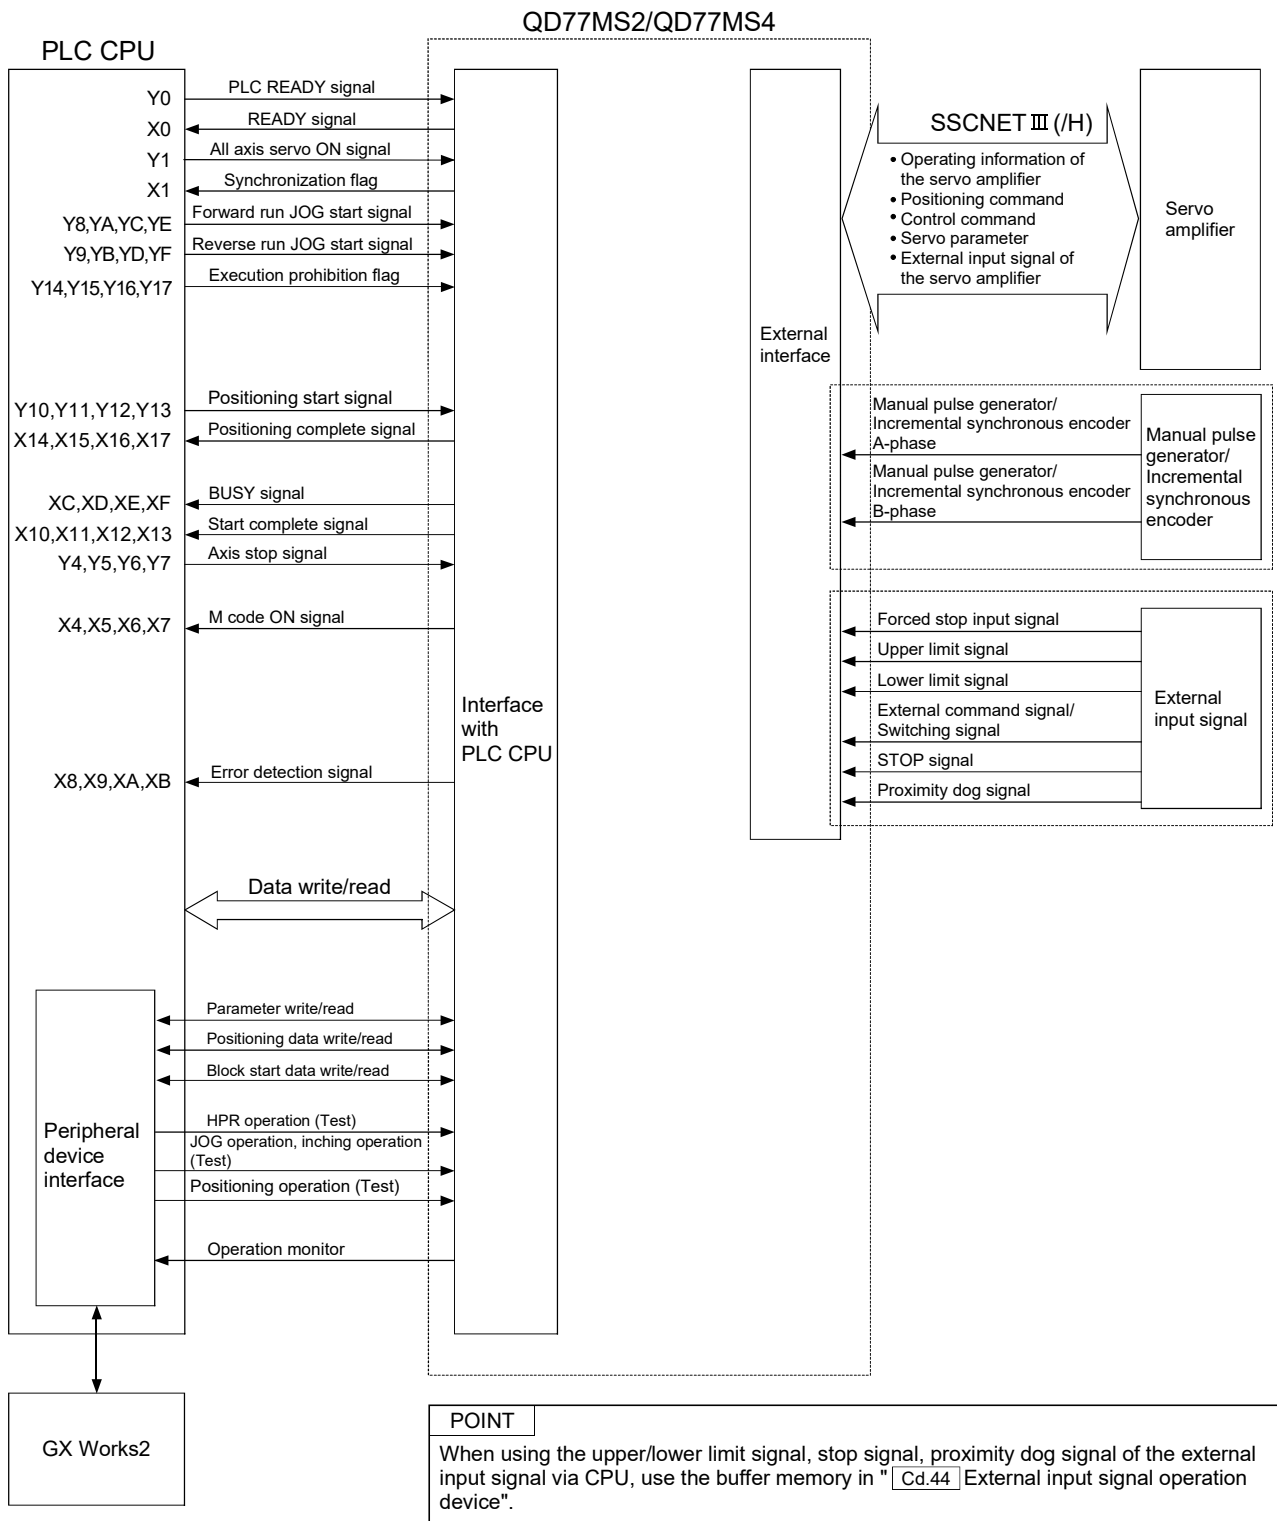 QD77MS2/QD77MS4
PLC CPU
Y0
PLC READY signal
X0
READY signal
Y1
All axis servo ON signal
X1
Synchronization flag
Y8,YA,YC,YE
Forward run JOG start signal
Y9,YB,YD,YF
Reverse run JOG start signal
Y14,Y15,Y16,Y17
Execution prohibition flag
Y10,Y11,Y12,Y13
Positioning start signal
X14,X15,X16,X17
Positioning complete signal
XC,XD,XE,XF
BUSY signal
X10,X11,X12,X13
Start complete signal
Y4,Y5,Y6,Y7
Axis stop signal
X4,X5,X6,X7
M code ON signal
X8,X9,XA,XB
Error detection signal
Data write/read
Interface
with
PLC CPU
Peripheral
device
interface
Parameter write/read
Positioning data write/read
Block start data write/read
HPR operation (Test)
JOG operation, inching operation
(Test)
Positioning operation (Test)
Operation monitor
GX Works2
External
interface
SSCNETⅢ(/H)
• Operating information of
the servo amplifier
• Positioning command
• Control command
• Servo parameter
• External input signal of
the servo amplifier
Servo
amplifier
Manual pulse generator/
Incremental synchronous encoder
A-phase
Manual pulse generator/
Incremental synchronous encoder
B-phase
Manual pulse
generator/
Incremental
synchronous
encoder
Forced stop input signal
Upper limit signal
Lower limit signal
External command signal/
Switching signal
STOP signal
Proximity dog signal
External
input signal
POINT
When using the upper/lower limit signal, stop signal, proximity dog signal of the external
input signal via CPU, use the buffer memory in " Cd.44 External input signal operation
device".